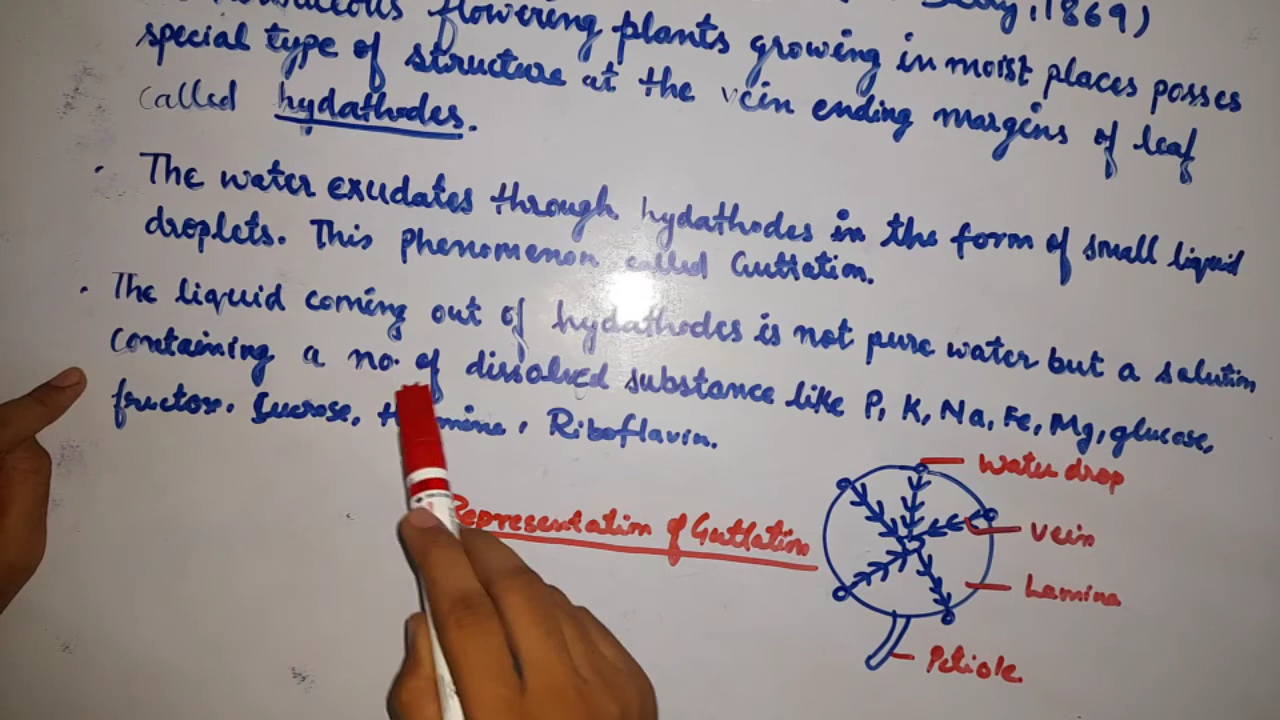 flowering plants growing in moist places posses
special type of structure at the vein ending margins of leaf
called hydathodes.
• The water exudates through hydathodes in the form of small liquid
droplets. This phenomenon called Guttation.
• The liquid coming out of hydathodes is not pure water but a solution
containing a no. of dissolved substance like P, K, Na, Fe, Mg, glucose,
fructose, Sucrose, Riboflavin.
Representation of Guttation
Water drop
Vein
Lamina
Petiole
1869)